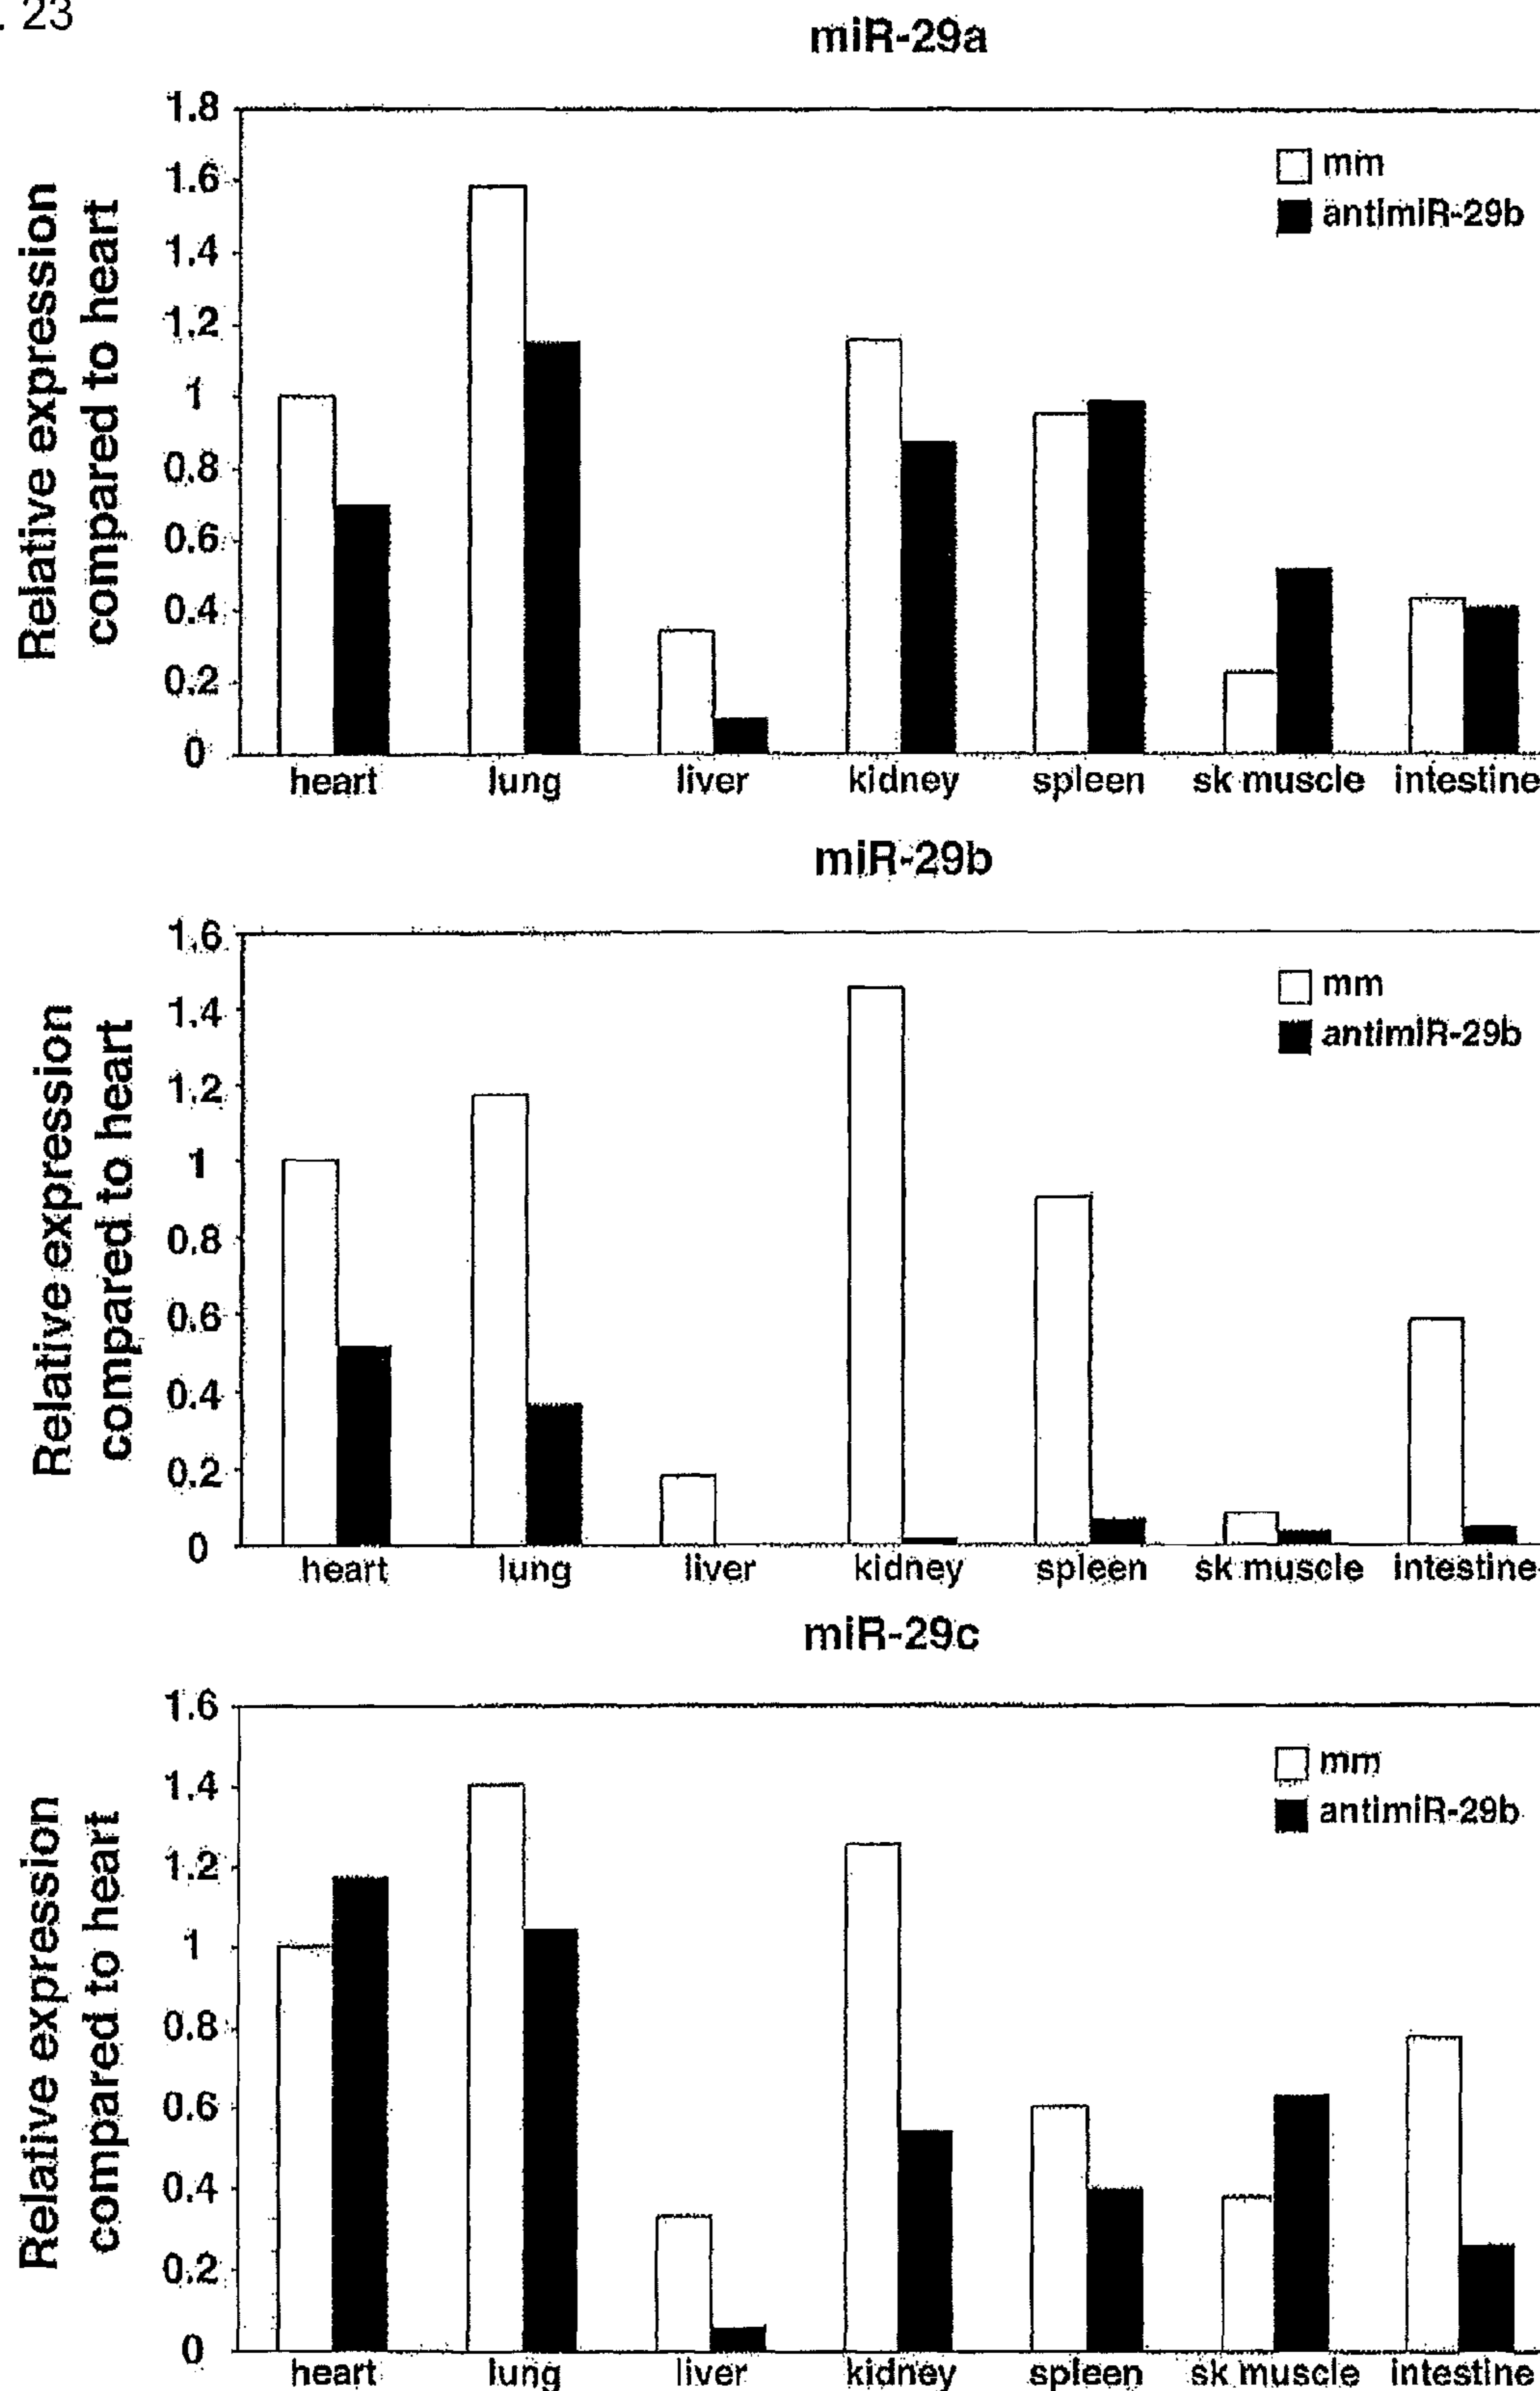 . 23
miR-29a
Relative expression
compared to heart
1.8
1.6
1.4
1.2
1
0.8
0.6
0.4
0.2
0
mm
antimiR-29b
heart lung liver kidney spleen sk muscle intestine
miR-29b
Relative expression
compared to heart
1.6
1.4
1.2
1
0.8
0.6
0.4
0.2
0
mm
antimiR-29b
heart lung liver kidney spleen sk muscle intestine
miR-29c
Relative expression
compared to heart
1.6
1.4
1.2
1
0.8
0.6
0.4
0.2
0
mm
antimiR-29b
heart lung liver kidney spleen sk muscle intestine